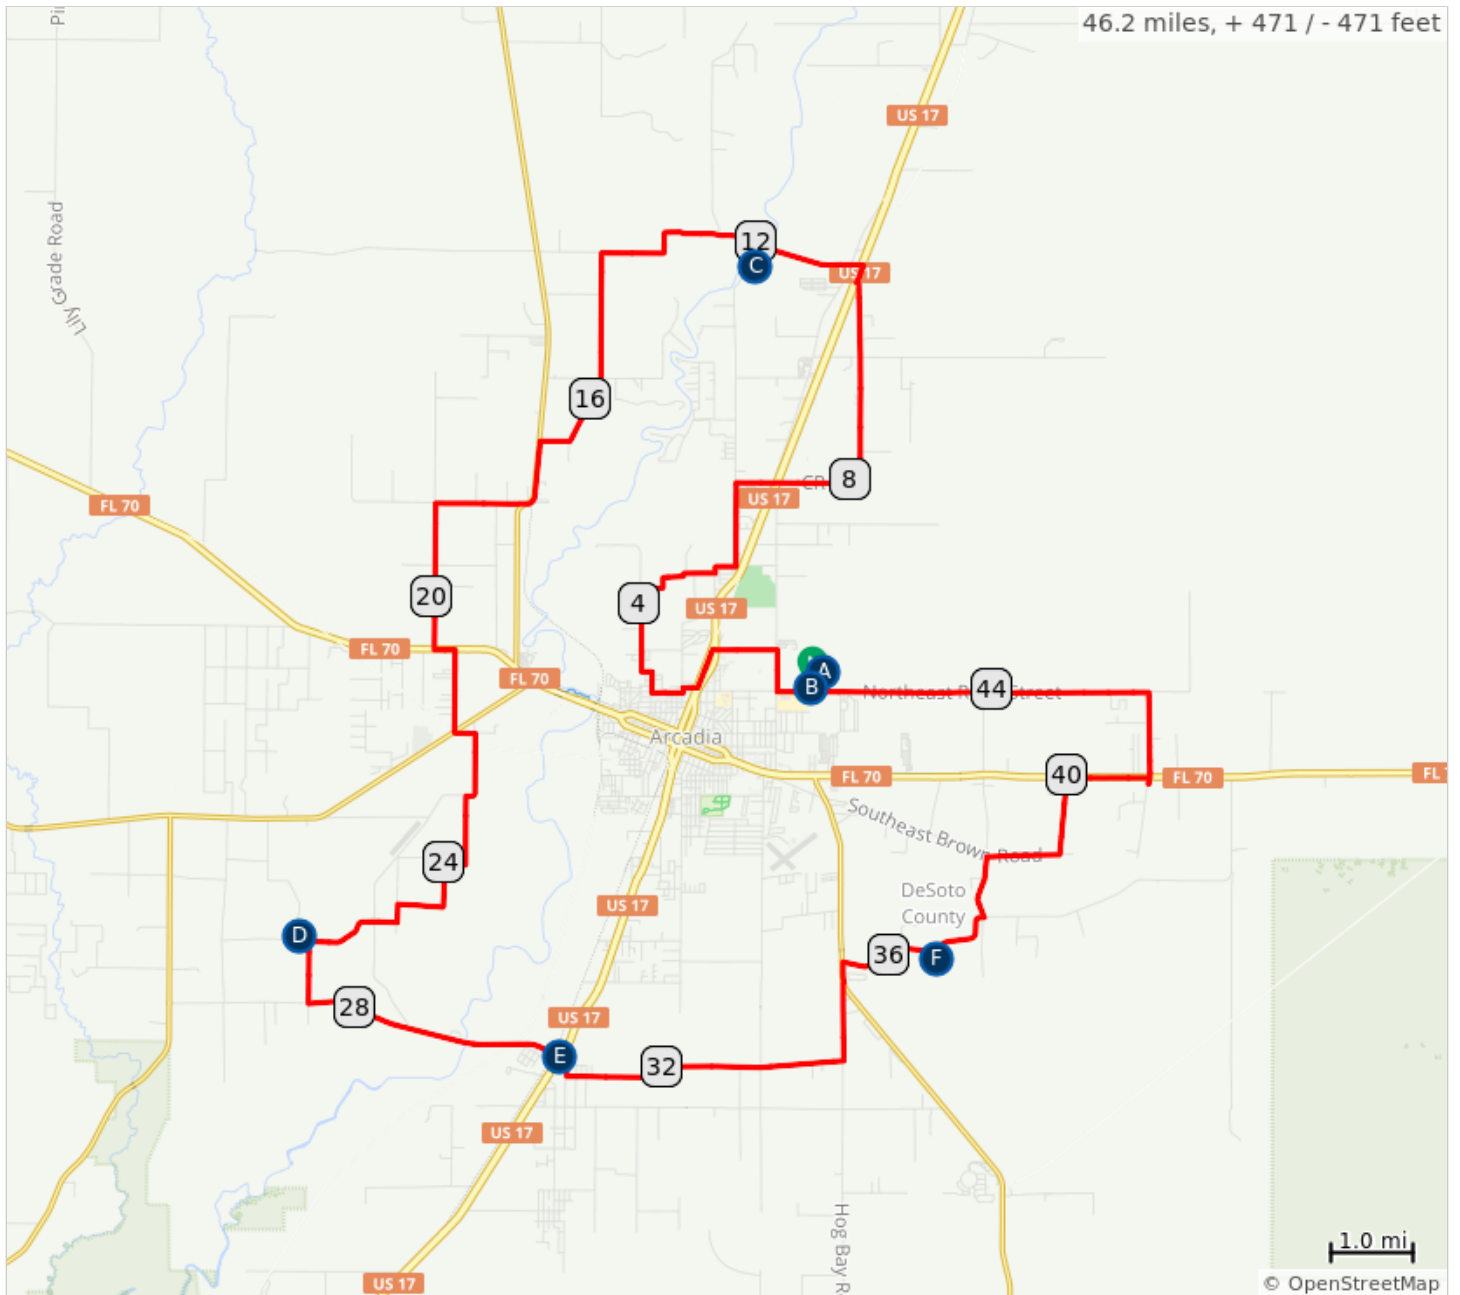 46.2 miles, + 471 / - 471 feet
US 17
Lily Grade Road
12
C
US 17
16
8
US 17
FL 70
20
4
US 17
FL 70
A
B
FL 70
44
Arcadia
40
FL 70
FL 70
Southeast Brown Road
24
DeSoto
County
US 17
D
36
F
28
US 17
E
32
US 17
Hog Bay R
1.0 mi
US 17
© OpenStreetMap